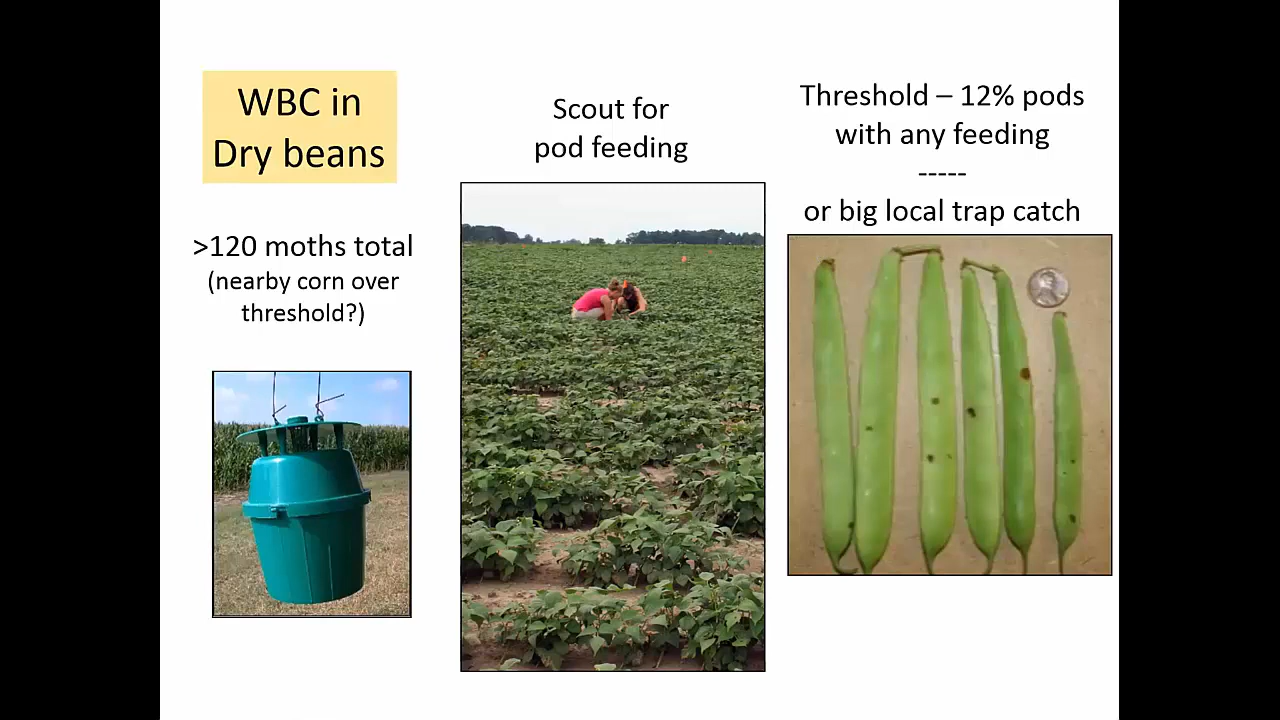 WBC in
Dry beans
>120 moths total
(nearby corn over
threshold?)
Scout for
pod feeding
Threshold – 12% pods
with any feeding
-----
or big local trap catch